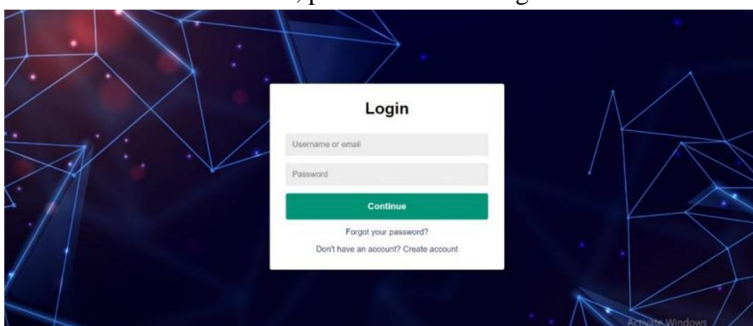 Login
Username or email
Password
Continue
Forgot your password?
Don't have an account? Create account
Activate Windows